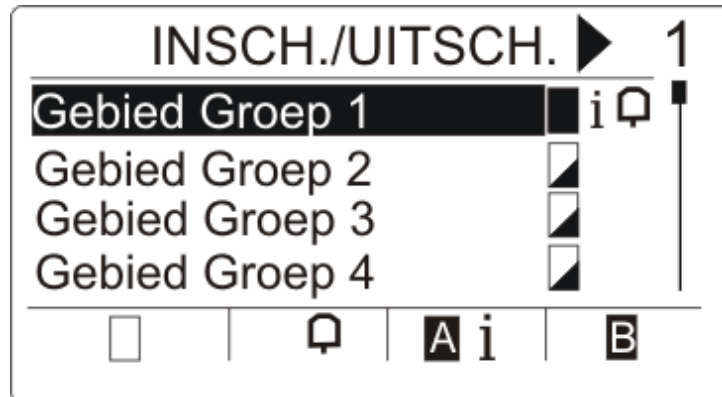 INSCH./UITSCH. ▶ 1
Gebied Groep 1 i
Gebied Groep 2
Gebied Groep 3
Gebied Groep 4
A i B